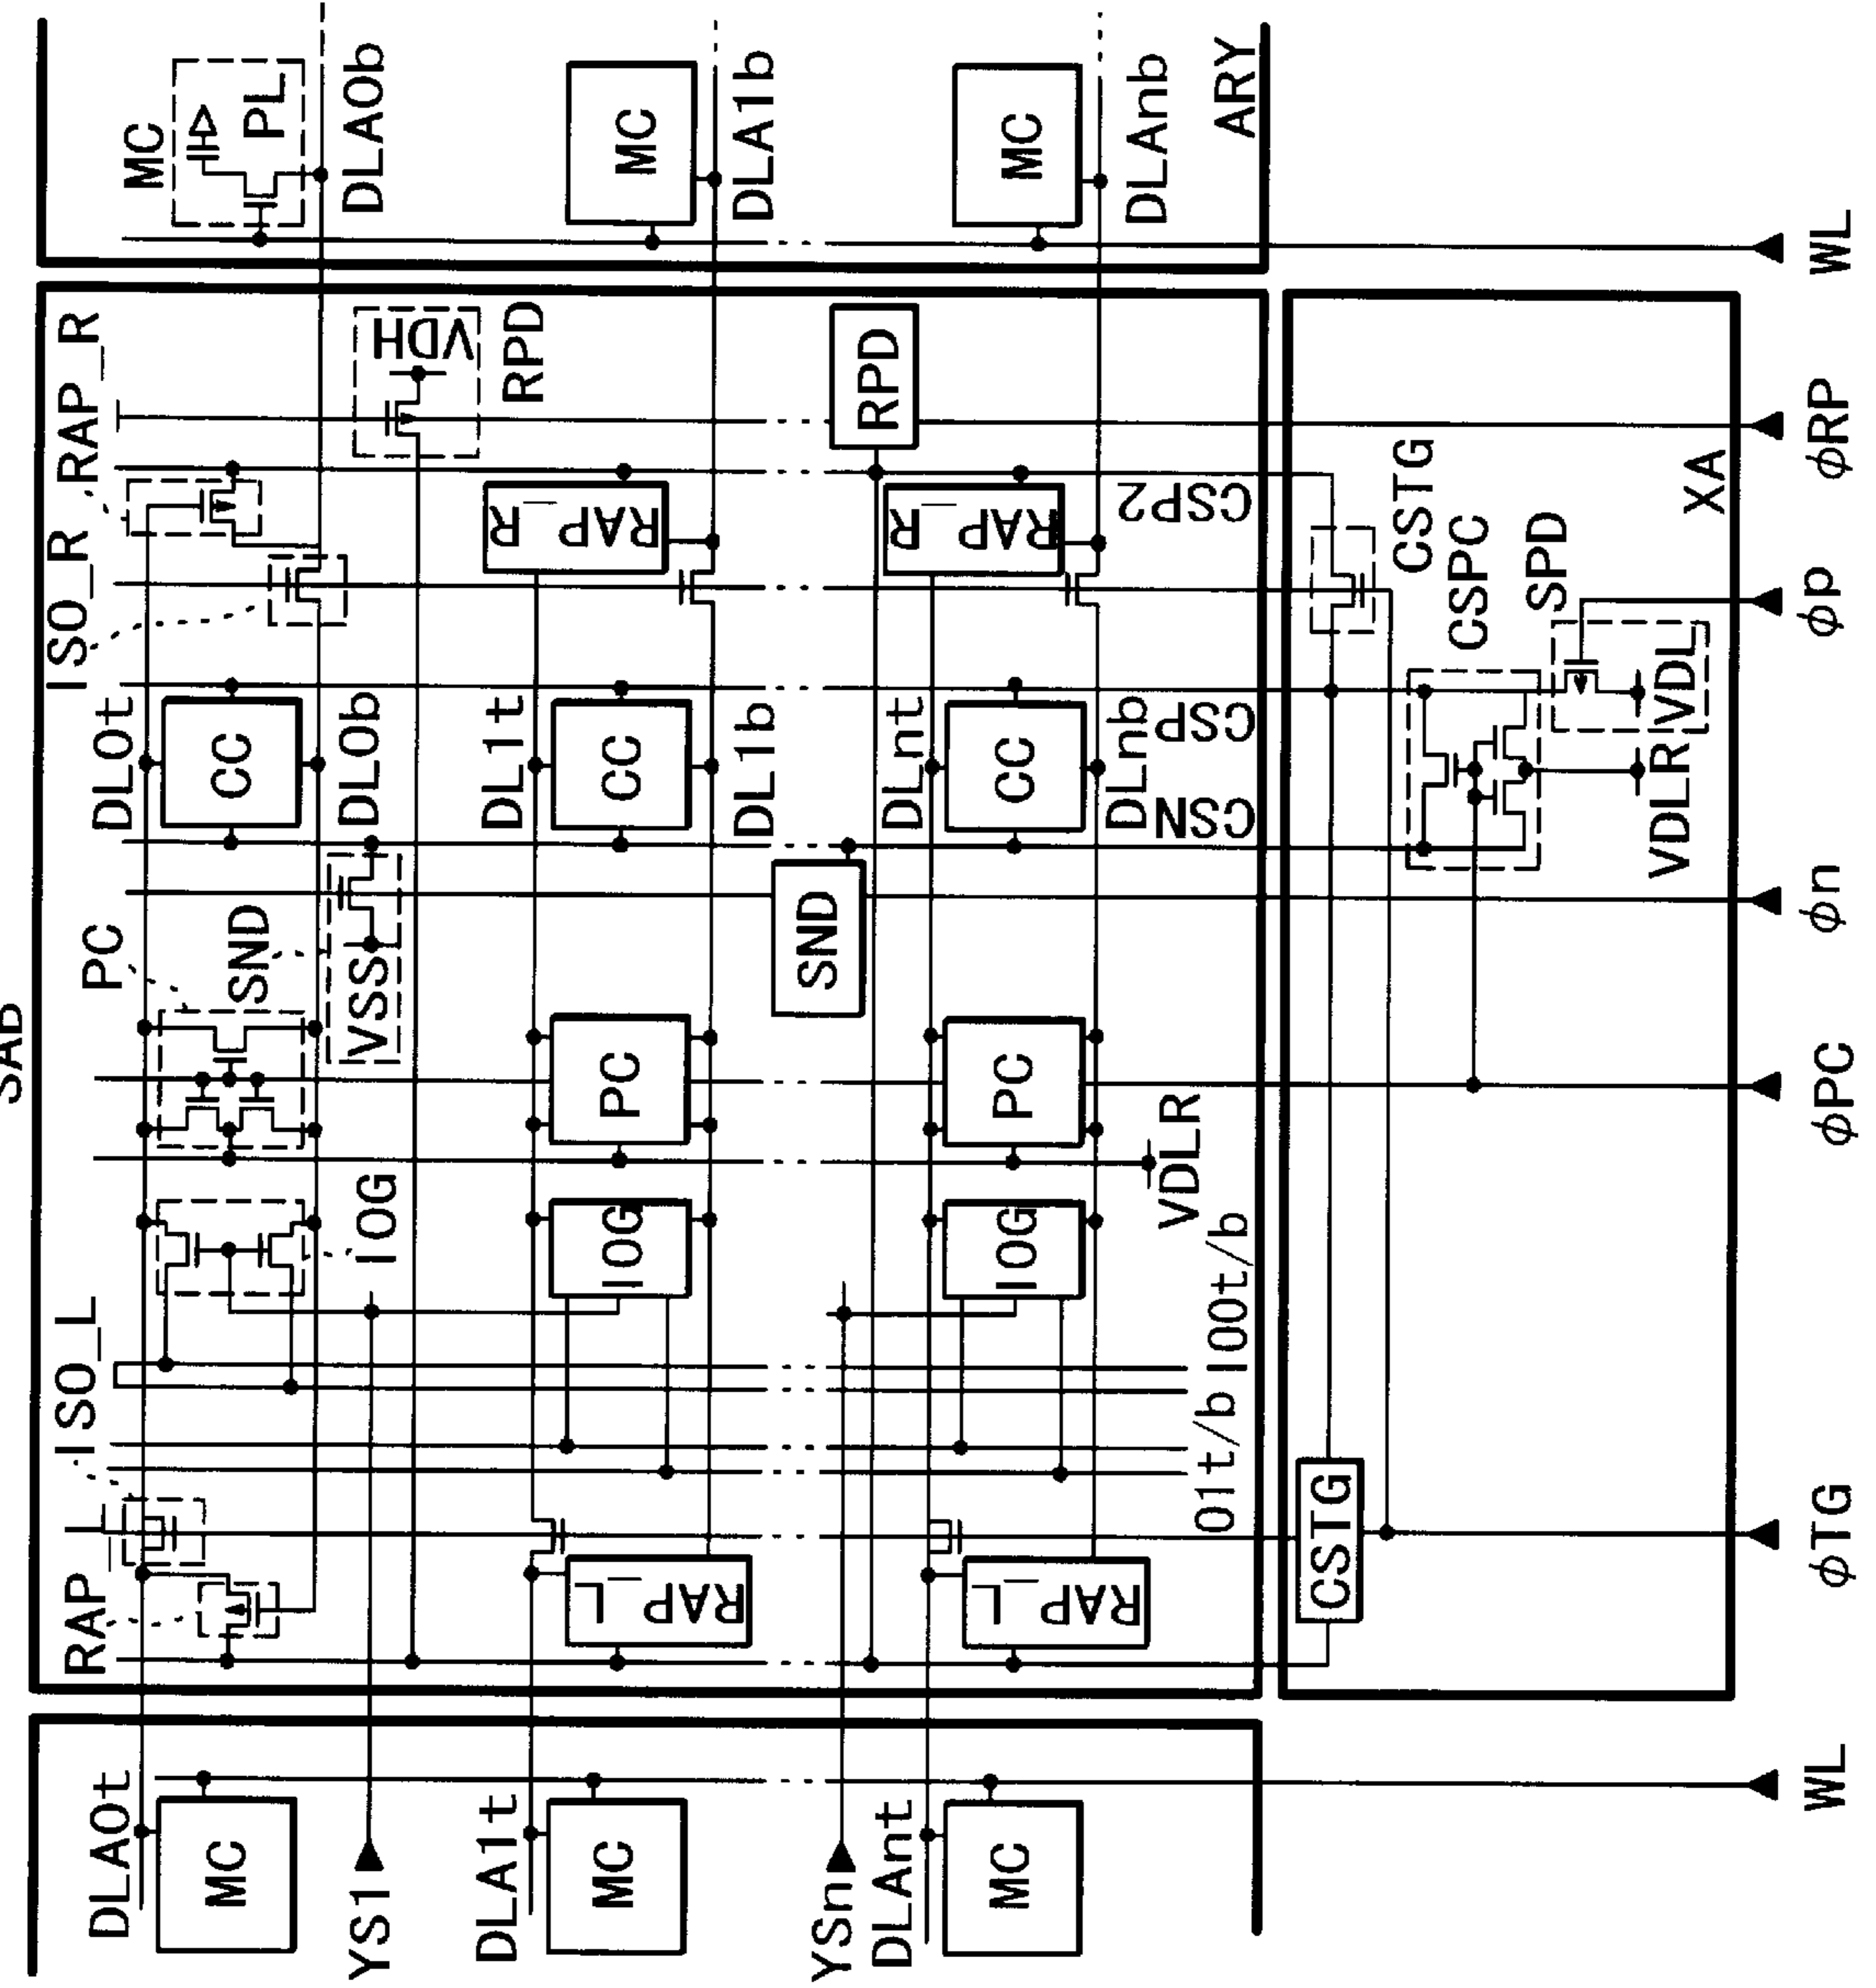 SAB
DLA0t
MC
YS1
DLA1t
MC
YSn
DLAnt
MC
WL
RAP_L
ISO_L
IOG
PC
SND
VSS
DL0t
CC
DL0b
ISO_R
RAP_R
VDH
RPD
RAP_L
IOG
PC
DL1t
CC
DL1b
RAP_R
SND
RPD
RAP_L
IOG
PC
DLnt
CC
DLnb
RAP_R
O1t/b
IO0t/b
VDLR
CSN
CSP
CSP2
MC
PL
DLA0b
MC
DLA1b
MC
DLAnb
ARY
CSTG
CSTG
CSPC
SPD
VDLR
VDL
XA
φTG
φPC
φn
φp
φRP
WL